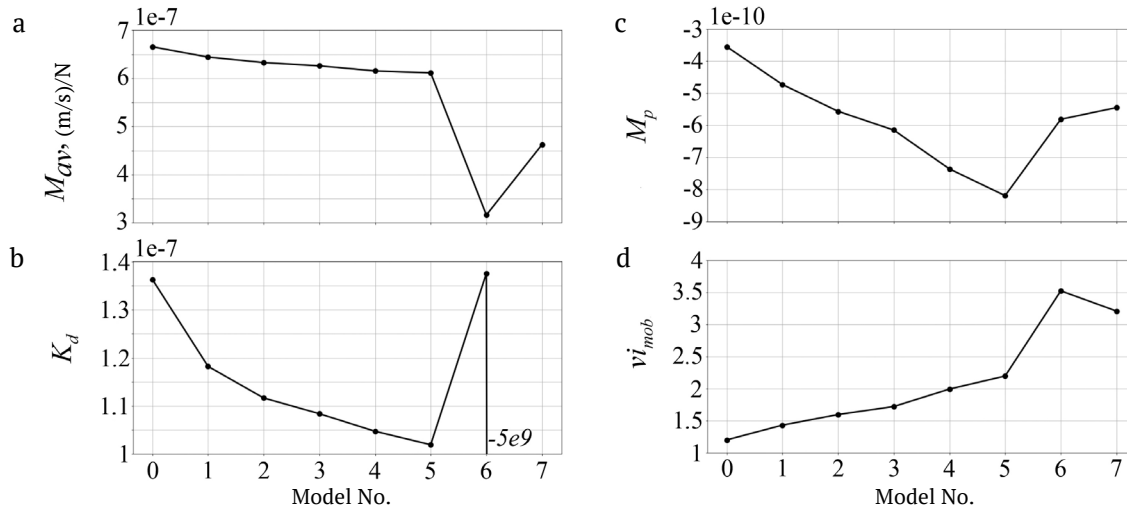 a
1e-7
7
6
5
4
3
M_av, (m/s)/N
b
1e-7
1.4
1.3
1.2
1.1
1
K_d
-5e9
0 1 2 3 4 5 6 7
Model No.
c
1e-10
-3
-4
-5
-6
-7
-8
-9
M_p
d
3.5
3
2.5
2
1.5
1
vi_mob
0 1 2 3 4 5 6 7
Model No.